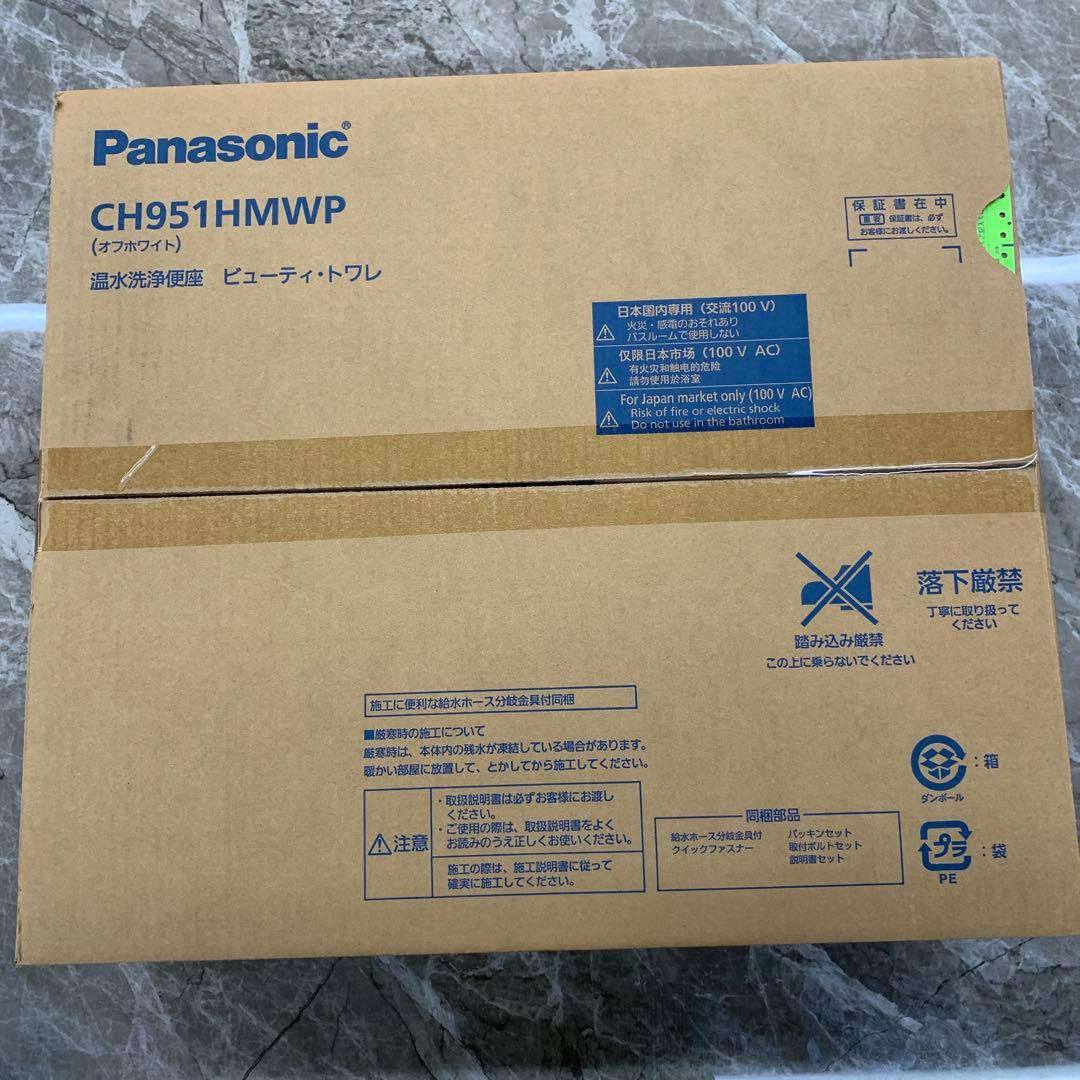 Panasonic®
CH951HMWP
(オフホワイト)
温水洗浄便座 ビューティ・トワレ
保証書在中
重要 保証書は、必ず
お客様にお渡しください。
日本国内専用(交流100 V)
火災・感電のおそれあり
バスルームで使用しない
仅限日本市场(100 V AC)
有火灾和触电的危险
請勿使用於浴室
For Japan market only (100 V AC)
Risk of fire or electric shock
Do not use in the bathroom
踏み込み厳禁
この上に乗らないでください
落下厳禁
丁寧に取り扱って
ください
施工に便利な給水ホース分岐金具付同梱
■厳寒時の施工について
厳寒時は、本体内の残水が凍結している場合があります。
暖かい部屋に放置して、とかしてから施工してください。
注意
・取扱説明書は必ずお客様にお渡し
ください。
・ご使用の際は、取扱説明書をよく
お読みのうえ正しくお使いください。
施工の際は、施工説明書に従って
確実に施工してください。
同梱部品
給水ホース分岐金具付
クイックファスナー
パッキンセット
取付ボルトセット
説明書セット
:箱
ダンボール
プラ
:袋
PE